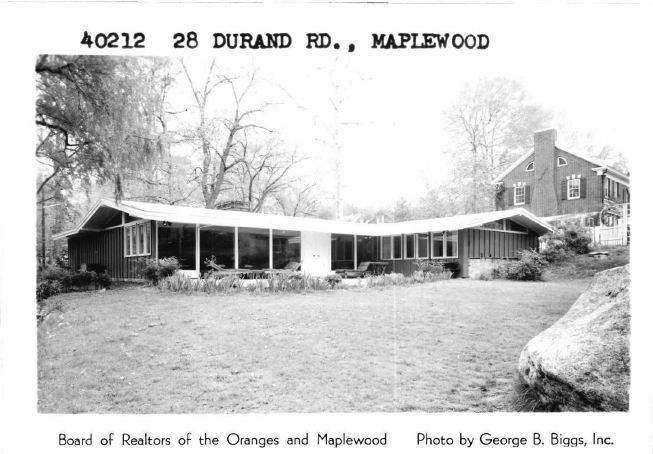 40212 28 DURAND RD., MAPLEWOOD
Board of Realtors of the Oranges and Maplewood Photo by George B. Biggs, Inc.